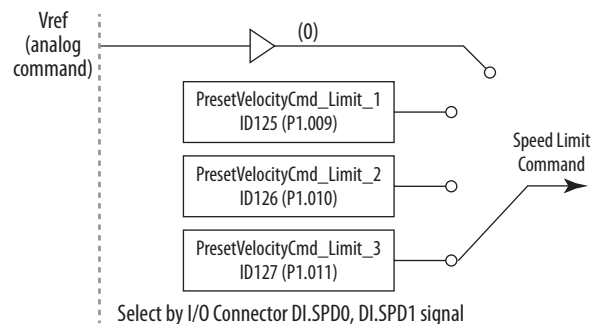 Vref
(analog
command)
(0)
PresetVelocityCmd_Limit_1
ID125 (P1.009)
PresetVelocityCmd_Limit_2
ID126 (P1.010)
PresetVelocityCmd_Limit_3
ID127 (P1.011)
Speed Limit
Command
Select by I/O Connector DI.SPD0, DI.SPD1 signal